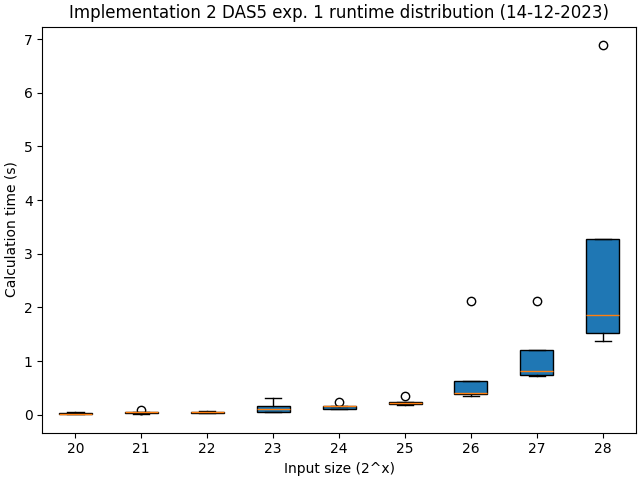 Implementation 2 DAS5 exp. 1 runtime distribution (14-12-2023)
7
6
5
4
3
2
1
0
Calculation time (s)
20 21 22 23 24 25 26 27 28
Input size (2^x)